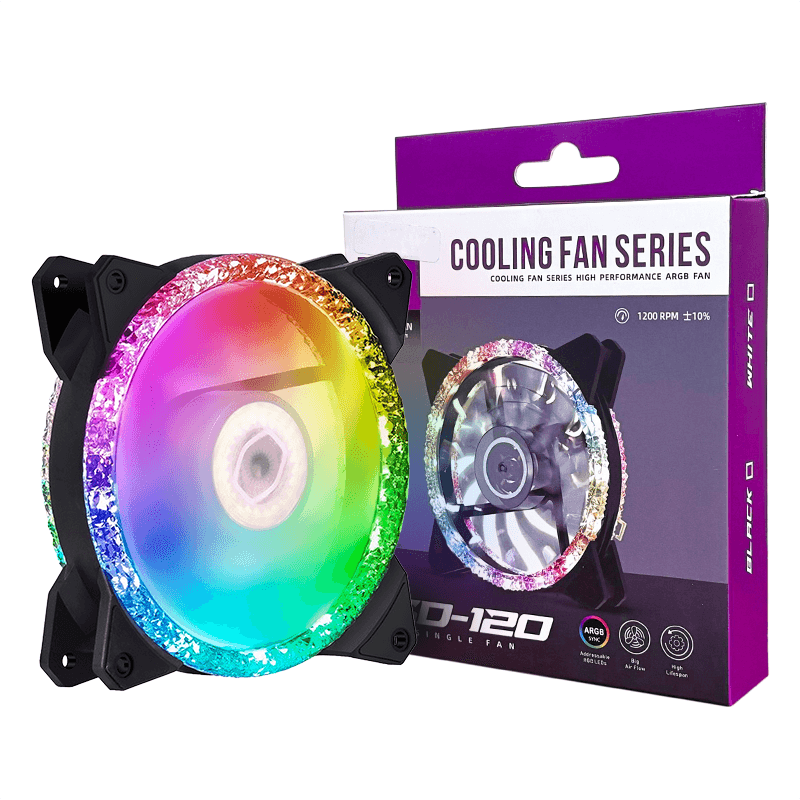 COOLING FAN SERIES
COOLING FAN SERIES HIGH PERFORMANCE ARGB FAN
1200 RPM ±10%
WHITE
BLACK
-120
FAN
ARGB
SYNC
Addressable
RGB LEDs
Big
Air Flow
High
Lifespan